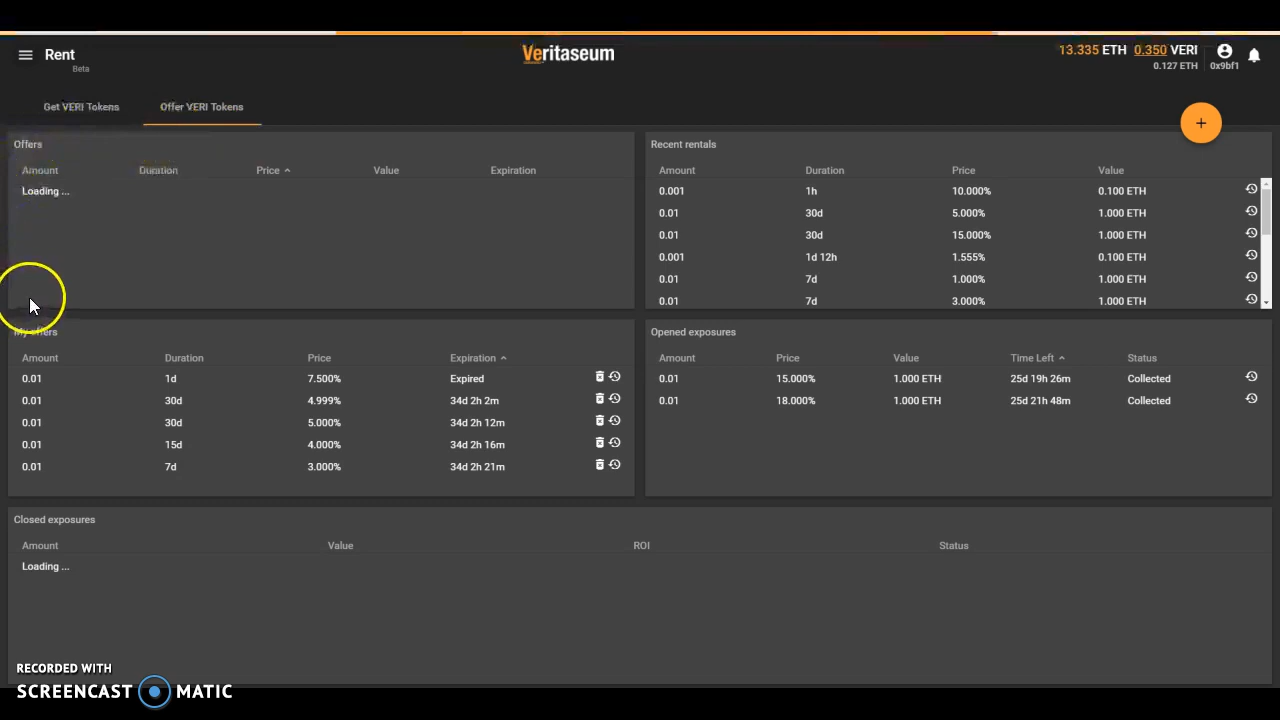 Rent
Beta
Veritaseum
13.335 ETH 0.350 VERI
0.127 ETH
0x9bf1
Get VERI Tokens
Offer VERI Tokens
+
Offers
Amount Duration Price Value Expiration
Loading ...
Recent rentals
Amount Duration Price Value
0.001 1h 10.000% 0.100 ETH
0.01 30d 5.000% 1.000 ETH
0.01 30d 15.000% 1.000 ETH
0.001 1d 12h 1.555% 0.100 ETH
0.01 7d 1.000% 1.000 ETH
0.01 7d 3.000% 1.000 ETH
My offers
Amount Duration Price Expiration
0.01 1d 7.500% Expired
0.01 30d 4.999% 34d 2h 2m
0.01 30d 5.000% 34d 2h 12m
0.01 15d 4.000% 34d 2h 16m
0.01 7d 3.000% 34d 2h 21m
Opened exposures
Amount Price Value Time Left Status
0.01 15.000% 1.000 ETH 25d 19h 26m Collected
0.01 18.000% 1.000 ETH 25d 21h 48m Collected
Closed exposures
Amount Value ROI Status
Loading ...
RECORDED WITH
SCREENCAST MATIC